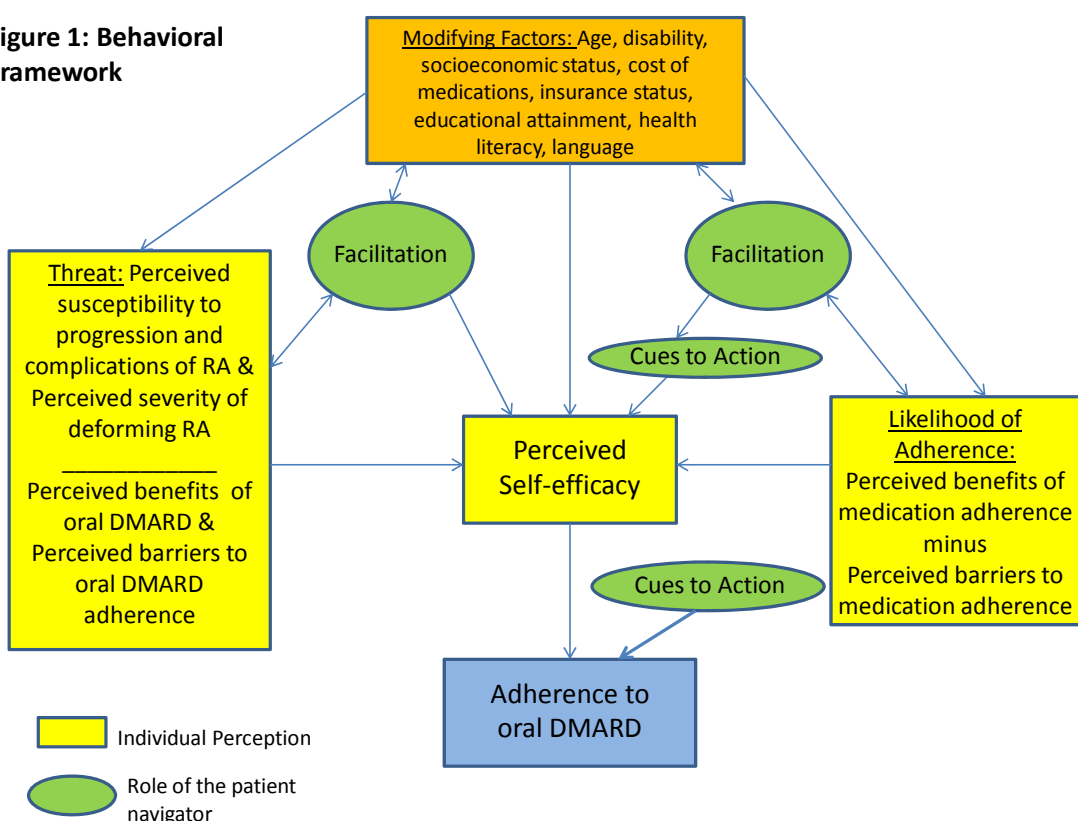 igure 1: Behavioral
ramework
Modifying Factors: Age, disability,
socioeconomic status, cost of
medications, insurance status,
educational attainment, health
literacy, language
Facilitation
Facilitation
Threat: Perceived
susceptibility to
progression and
complications of RA &
Perceived severity of
deforming RA
____________
Perceived benefits of
oral DMARD &
Perceived barriers to
oral DMARD
adherence
Cues to Action
Perceived
Self-efficacy
Likelihood of
Adherence:
Perceived benefits of
medication adherence
minus
Perceived barriers to
medication adherence
Cues to Action
Adherence to
oral DMARD
Individual Perception
Role of the patient
navigator